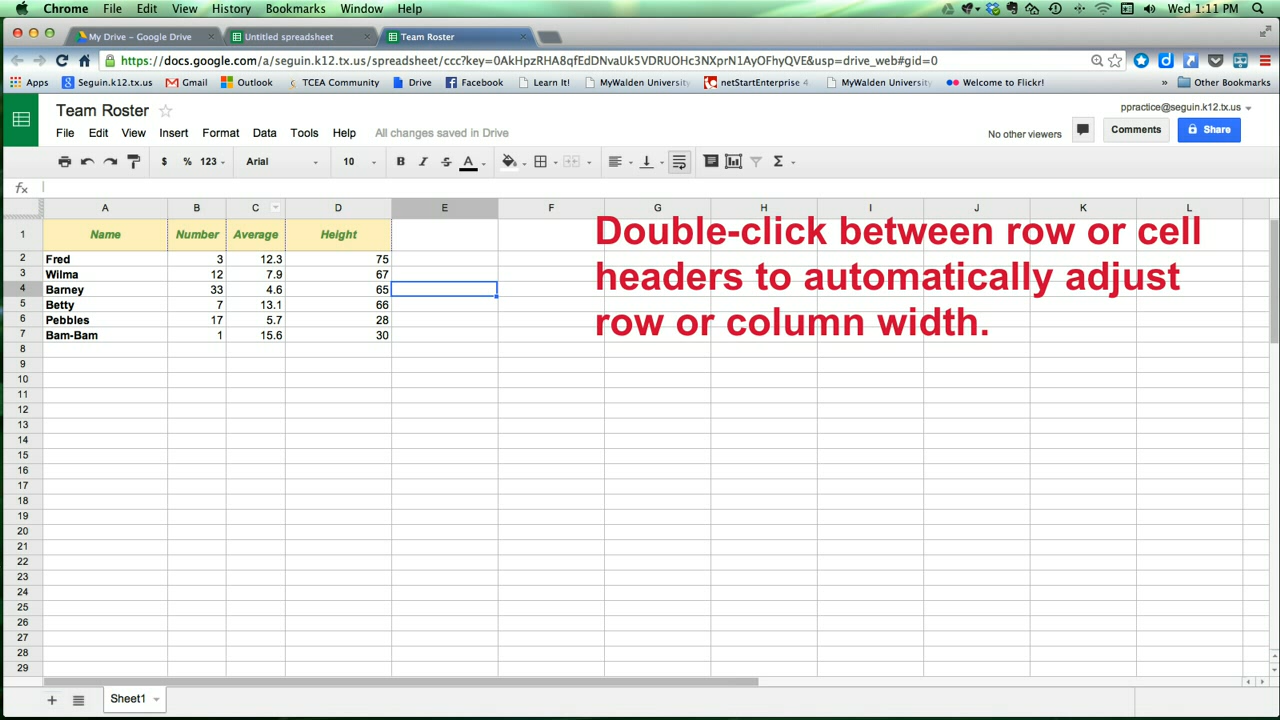 Chrome File Edit View History Bookmarks Window Help Wed 1:11 PM
My Drive – Google Drive Untitled spreadsheet Team Roster
https://docs.google.com/a/seguin.k12.tx.us/spreadsheet/ccc?key=0AkHpzRHA8qfEdDNvaUk5VDRUOHc3NXprN1AyOFhyQVE&usp=drive_web#gid=0
Apps Seguin.k12.tx.us Gmail Outlook TCEA Community Drive Facebook Learn It! MyWalden University netStartEnterprise 4 MyWalden University Welcome to Flickr! » Other Bookmarks
Team Roster
ppractice@seguin.k12.tx.us
File Edit View Insert Format Data Tools Help All changes saved in Drive
No other viewers Comments Share
$ % 123 Arial 10 B I S A Σ
fx
A B C D E F G H I J K L
1 Name Number Average Height
Double-click between row or cell
headers to automatically adjust
row or column width.
2 Fred 3 12.3 75
3 Wilma 12 7.9 67
4 Barney 33 4.6 65
5 Betty 7 13.1 66
6 Pebbles 17 5.7 28
7 Bam-Bam 1 15.6 30
8
9
10
11
12
13
14
15
16
17
18
19
20
21
22
23
24
25
26
27
28
29
+ Sheet1